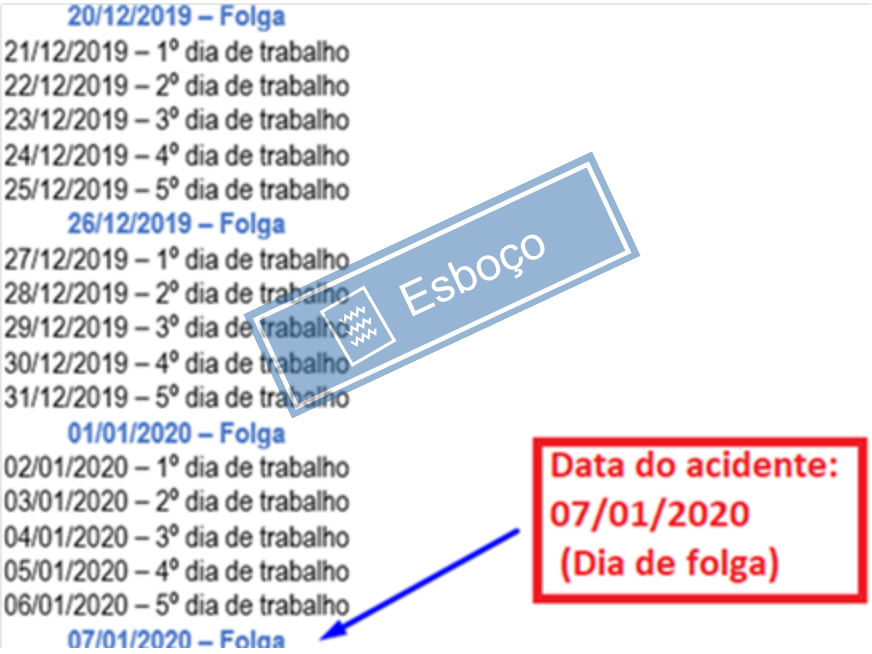 20/12/2019 – Folga
21/12/2019 – 1º dia de trabalho
22/12/2019 – 2º dia de trabalho
23/12/2019 – 3º dia de trabalho
24/12/2019 – 4º dia de trabalho
25/12/2019 – 5º dia de trabalho
26/12/2019 – Folga
27/12/2019 – 1º dia de trabalho
28/12/2019 – 2º dia de trabalho
29/12/2019 – 3º dia de trabalho
30/12/2019 – 4º dia de trabalho
31/12/2019 – 5º dia de trabalho
Esboço
01/01/2020 – Folga
02/01/2020 – 1º dia de trabalho
03/01/2020 – 2º dia de trabalho
04/01/2020 – 3º dia de trabalho
05/01/2020 – 4º dia de trabalho
06/01/2020 – 5º dia de trabalho
07/01/2020 – Folga
Data do acidente:
07/01/2020
(Dia de folga)